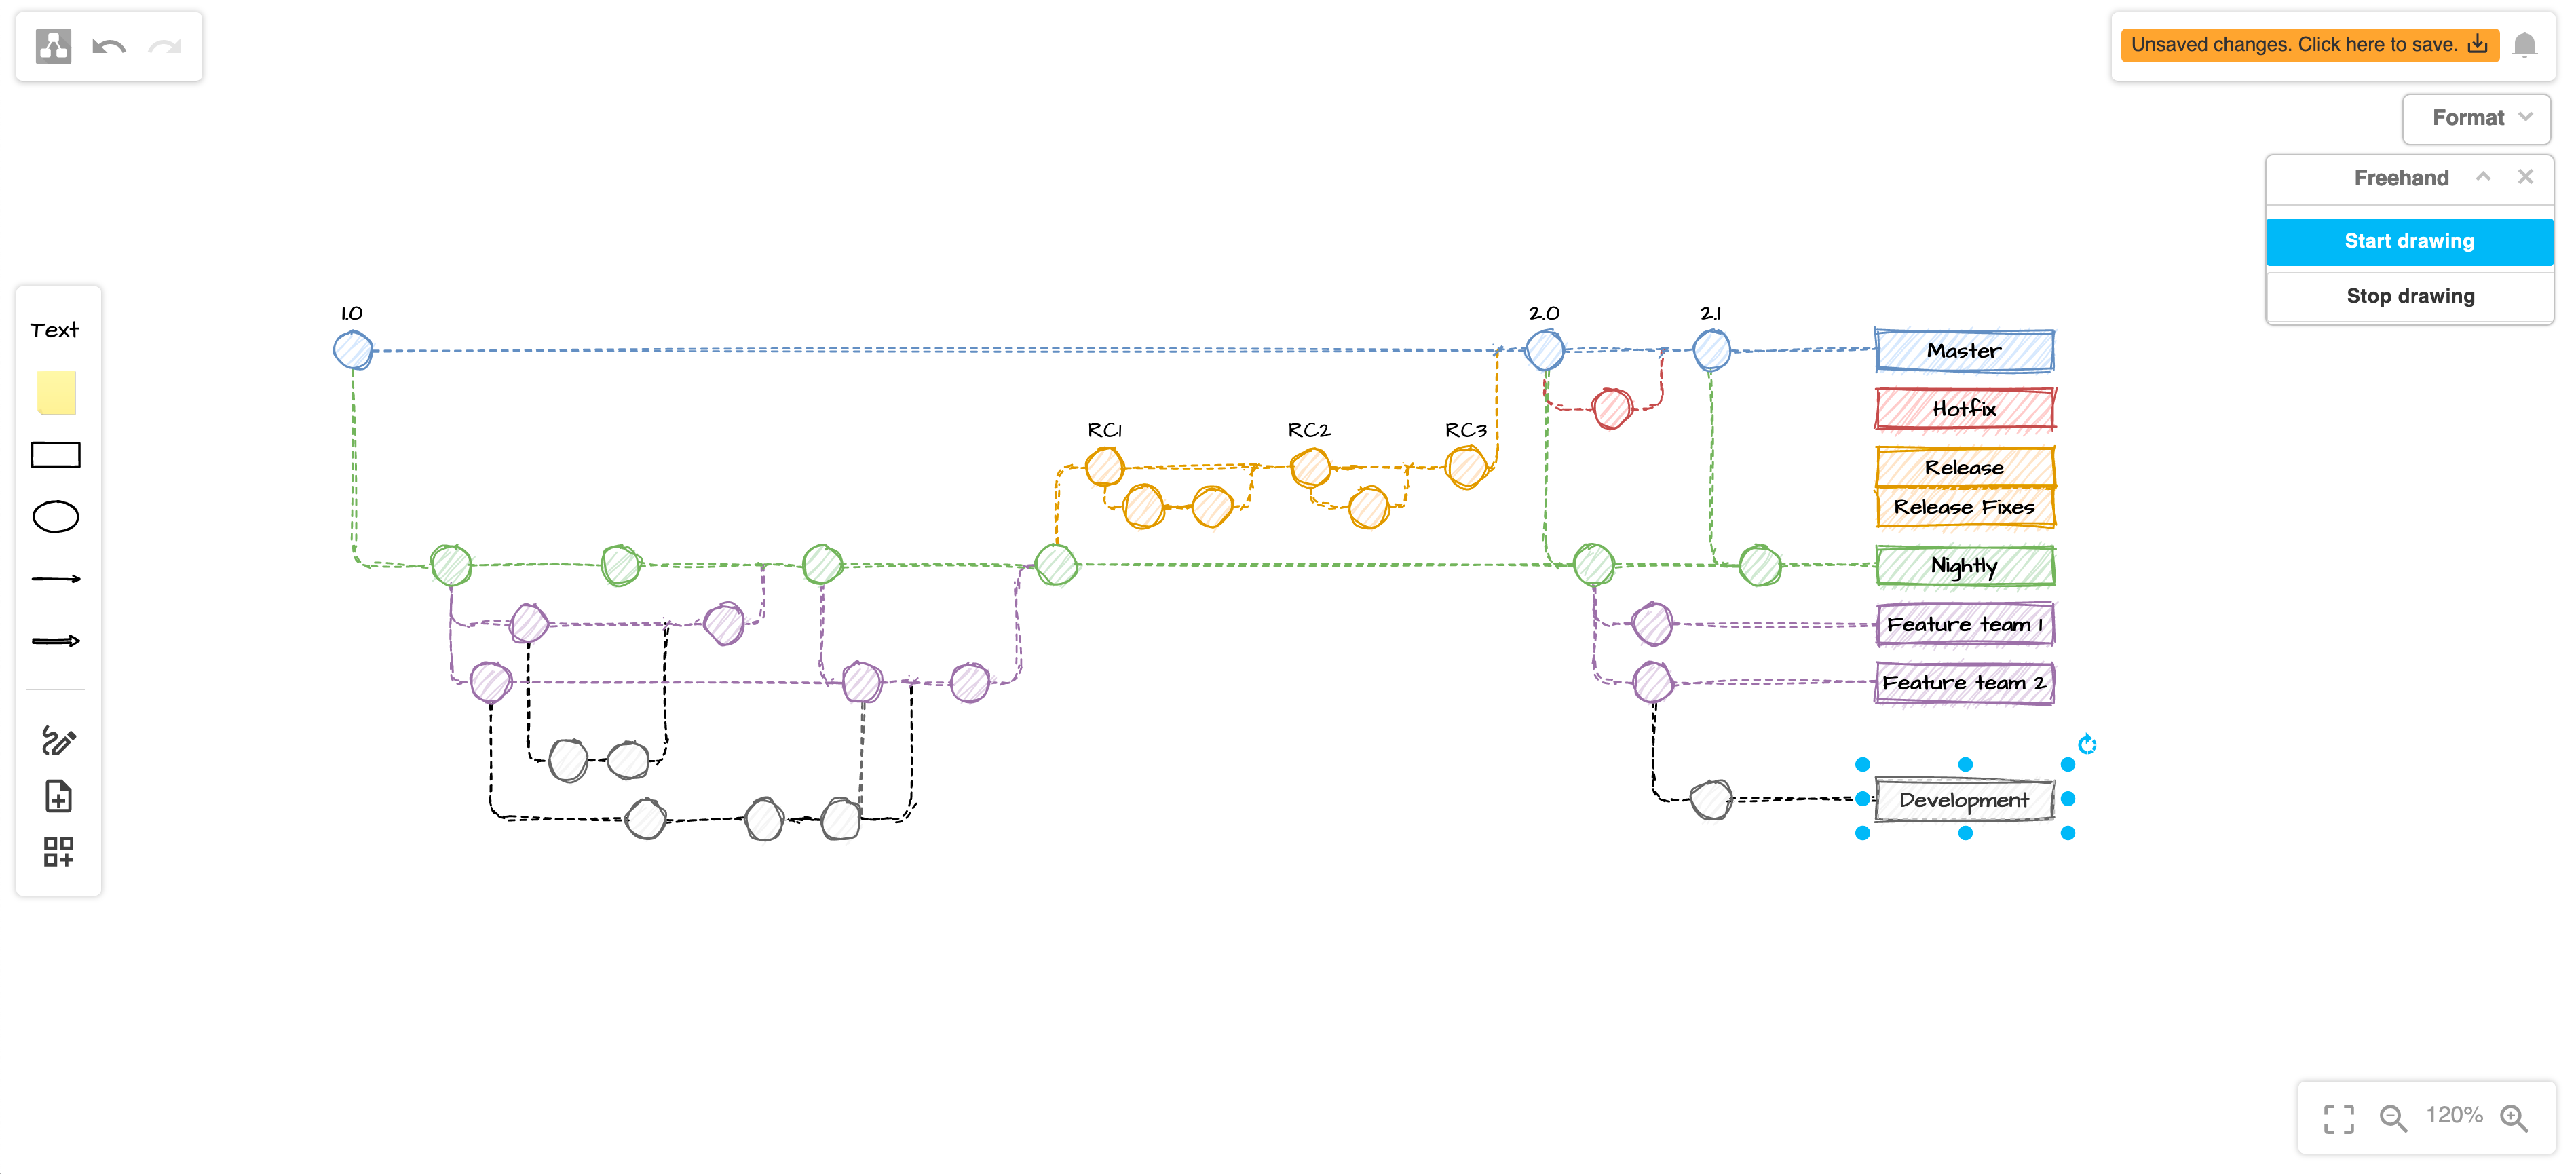 Unsaved changes. Click here to save.
Format
Freehand
Start drawing
Stop drawing
Text
1.0
2.0
2.1
Master
Hotfix
RC1
RC2
RC3
Release
Release Fixes
Nightly
Feature team 1
Feature team 2
Development
120%